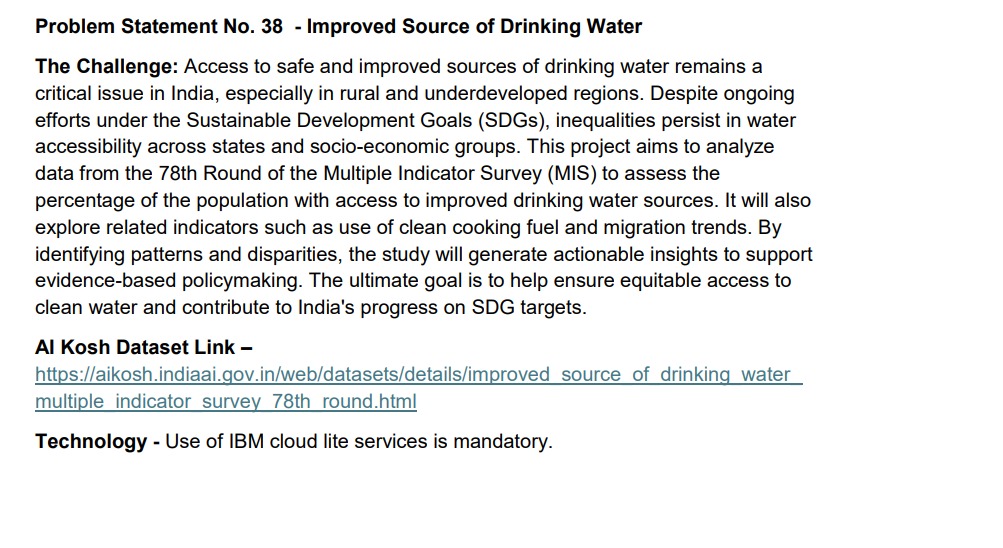 Problem Statement No. 38  - Improved Source of Drinking Water
The Challenge: Access to safe and improved sources of drinking water remains a
critical issue in India, especially in rural and underdeveloped regions. Despite ongoing
efforts under the Sustainable Development Goals (SDGs), inequalities persist in water
accessibility across states and socio-economic groups. This project aims to analyze
data from the 78th Round of the Multiple Indicator Survey (MIS) to assess the
percentage of the population with access to improved drinking water sources. It will also
explore related indicators such as use of clean cooking fuel and migration trends. By
identifying patterns and disparities, the study will generate actionable insights to support
evidence-based policymaking. The ultimate goal is to help ensure equitable access to
clean water and contribute to India's progress on SDG targets.
AI Kosh Dataset Link –
https://aikosh.indiaai.gov.in/web/datasets/details/improved_source_of_drinking_water_
multiple_indicator_survey_78th_round.html
Technology - Use of IBM cloud lite services is mandatory.